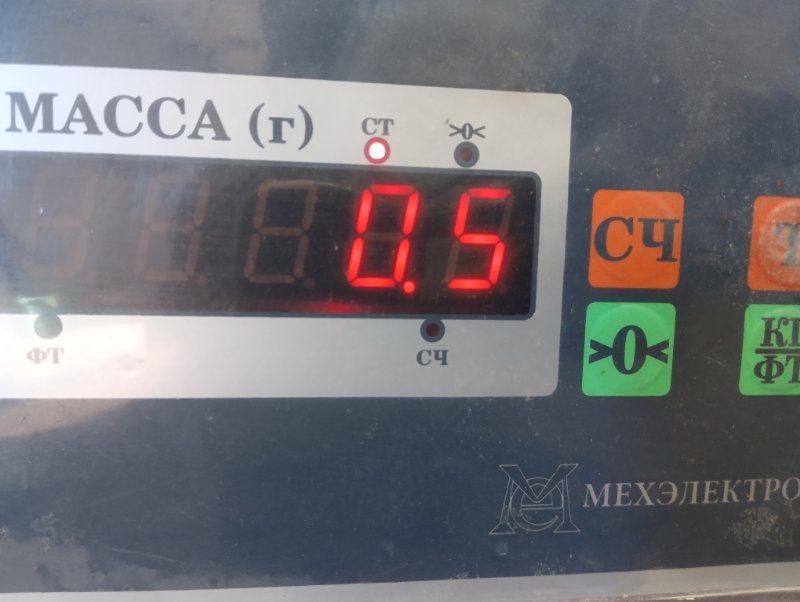 МАССА (г)
СТ >0<
0.5
ФТ СЧ
СЧ Т
>0<
ФТ
МЕХЭЛЕКТРО